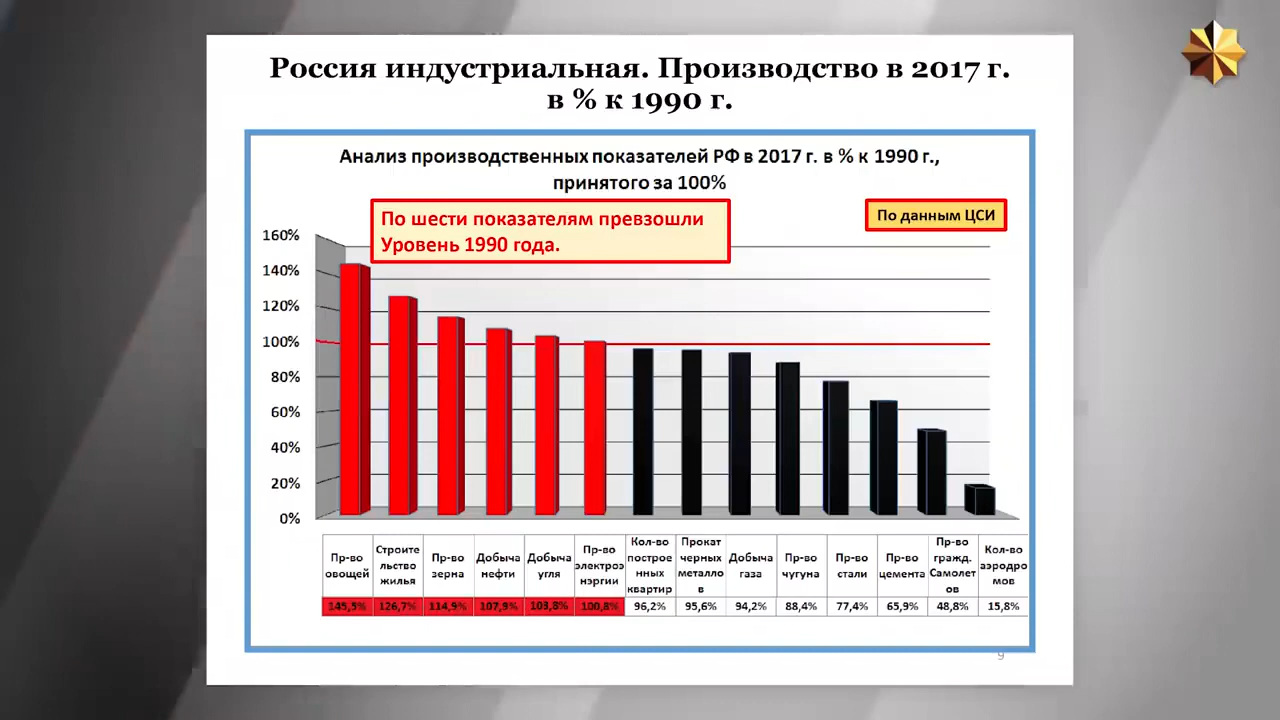 Россия индустриальная. Производство в 2017 г.
в % к 1990 г.
Анализ производственных показателей РФ в 2017 г. в % к 1990 г.,
принятого за 100%
По шести показателям превзошли
Уровень 1990 года.
По данным ЦСИ
160%
140%
120%
100%
80%
60%
40%
20%
0%
Пр-во
овощей
Строите
льство
жилья
Пр-во
зерна
Добыча
нефти
Добыча
угля
Пр-во
электроэ
нэргии
Кол-во
построе
нных
квартир
Прокат
черных
металло
в
Добыча
газа
Пр-во
чугуна
Пр-во
стали
Пр-во
цемента
Пр-во
гражд.
Самолет
ов
Кол-во
аэродро
мов
145,5% 126,7% 114,9% 107,9% 103,8% 100,8% 96,2% 95,6% 94,2% 88,4% 77,4% 65,9% 48,8% 15,8%
9